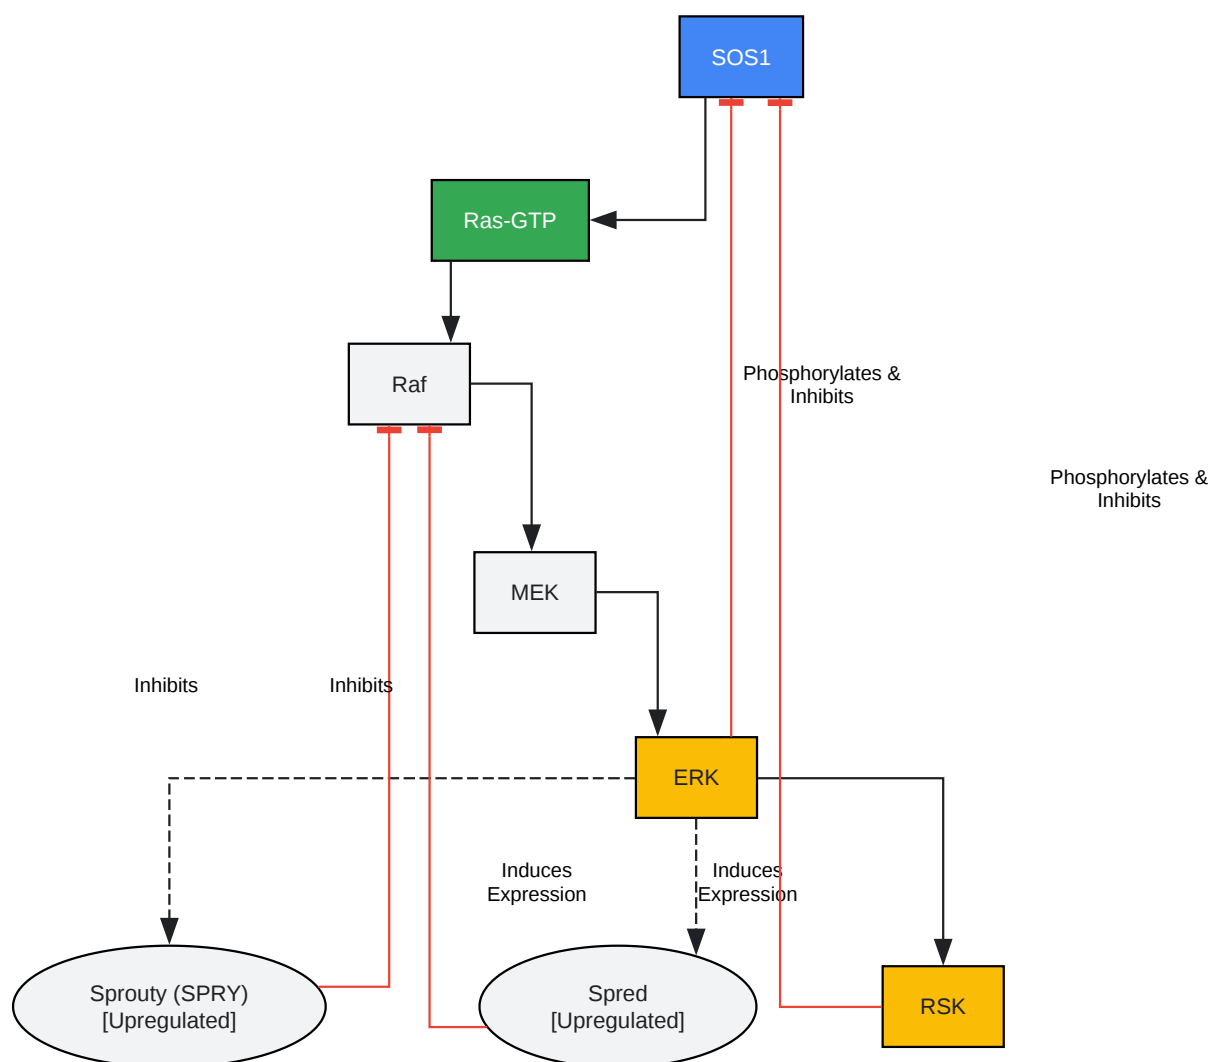 SOS1
Ras-GTP
Raf
Phosphorylates &
Inhibits
Phosphorylates &
Inhibits
MEK
Inhibits
Inhibits
ERK
Induces
Expression
Induces
Expression
Sprouty (SPRY)
[Upregulated]
Spred
[Upregulated]
RSK